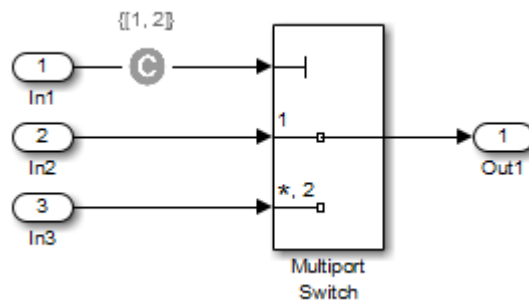 {[1, 2]}
1
C
In1
2
1
1
In2
Out1
3
*, 2
In3
Multiport
Switch